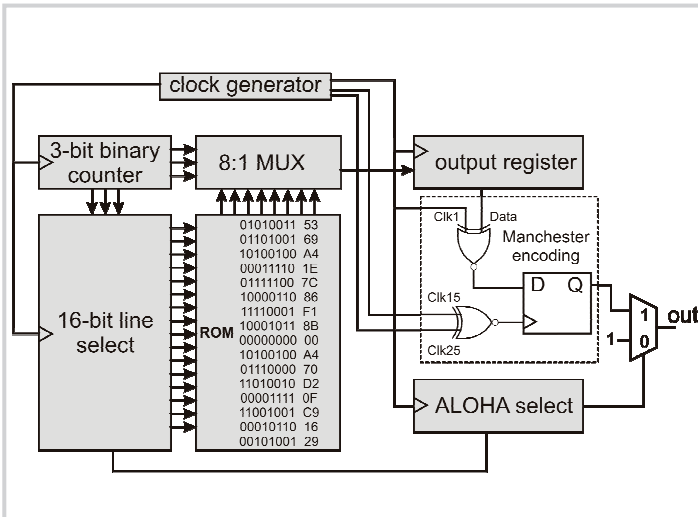 clock generator
3-bit binary
counter
8:1 MUX
output register
Clk1
Data
Manchester
encoding
D Q
Clk15
Clk25
1
0
1
out
16-bit line
select
ROM
01010011 53
01101001 69
10100100 A4
00011110 1E
01111100 7C
10000110 86
11110001 F1
10001011 8B
00000000 00
10100100 A4
01110000 70
11010010 D2
00001111 0F
11001001 C9
00010110 16
00101001 29
ALOHA select